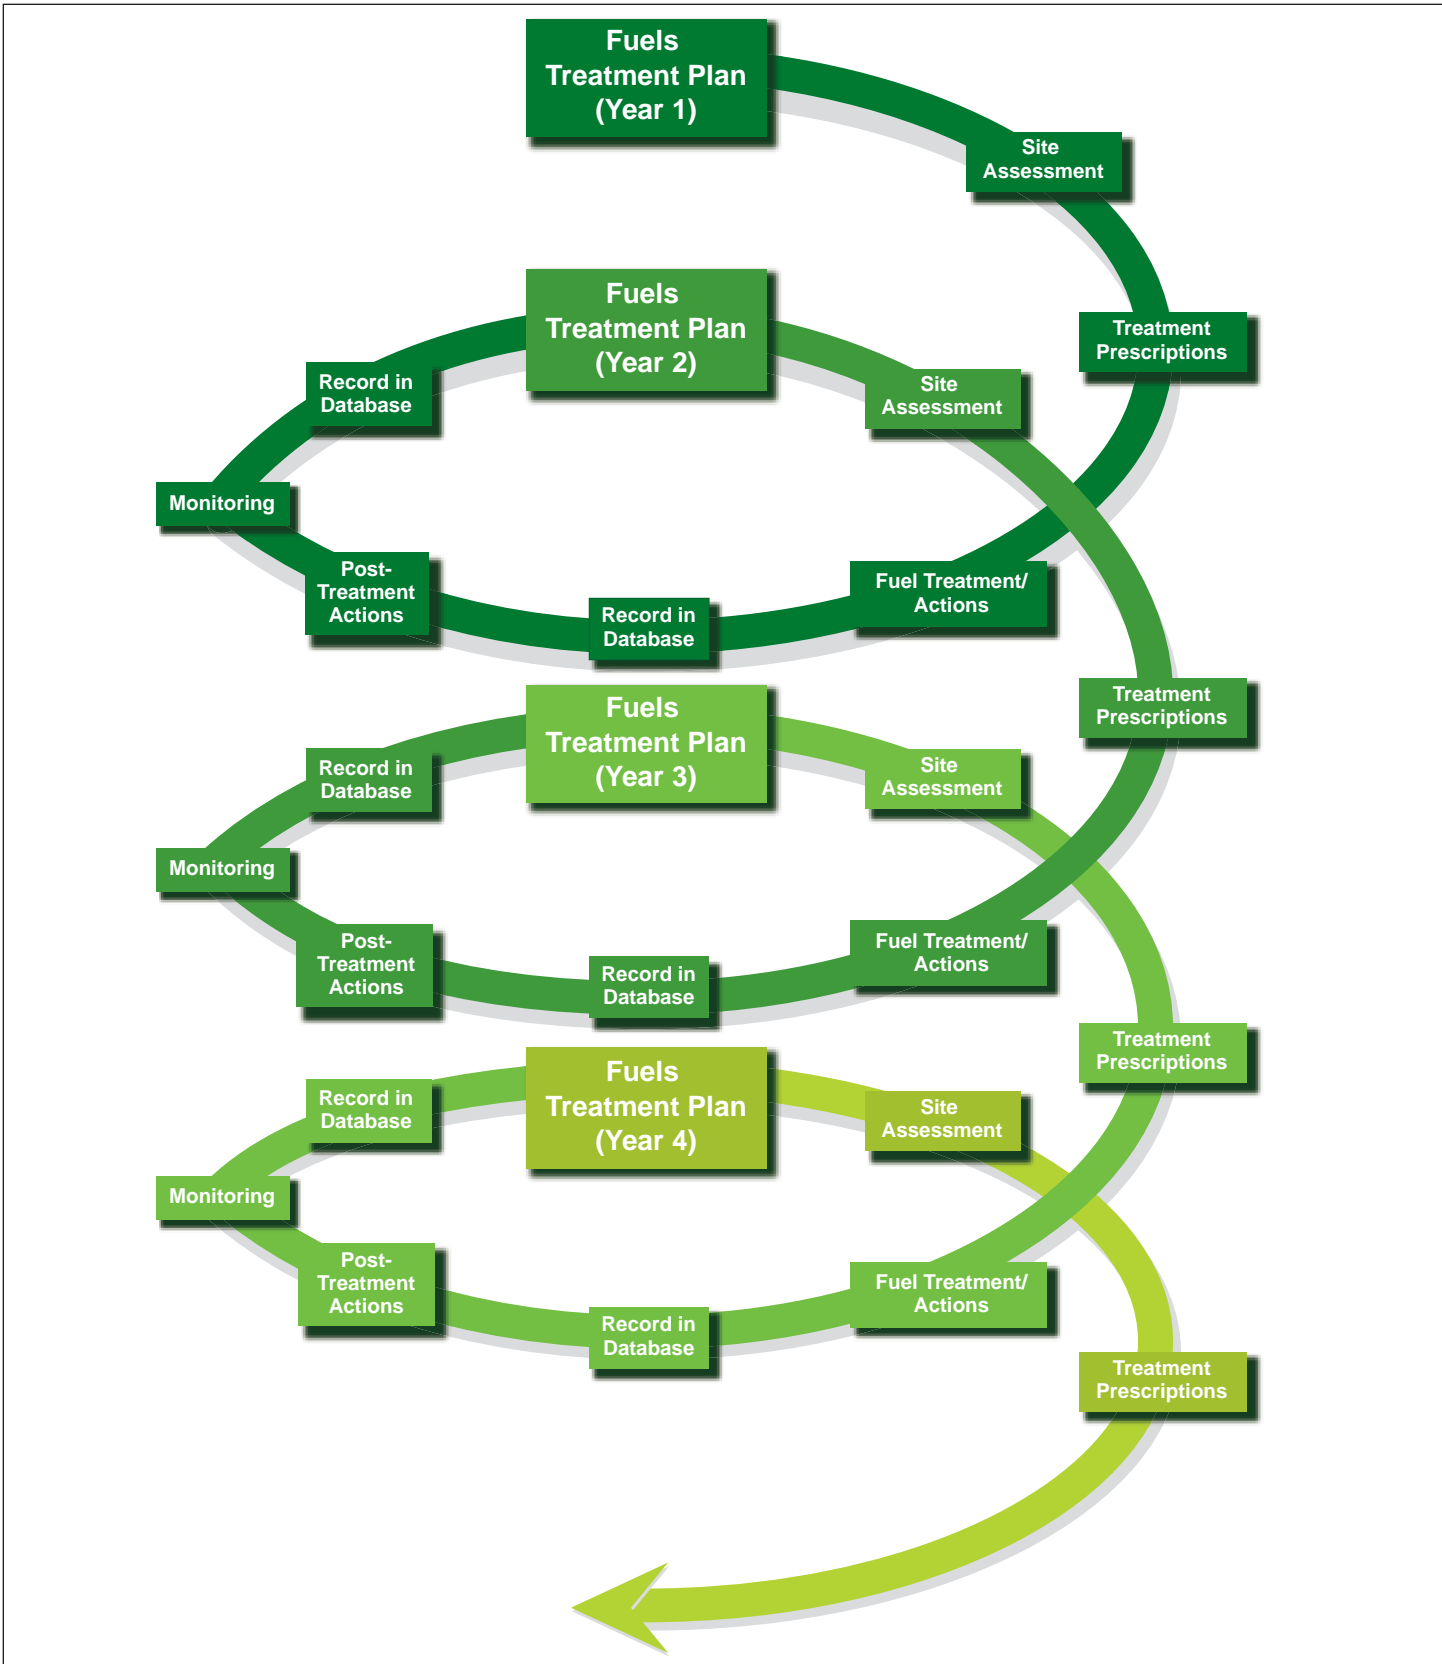 Fuels
Treatment Plan
(Year 1)
Site
Assessment
Treatment
Prescriptions
Fuel Treatment/
Actions
Record in
Database
Post-
Treatment
Actions
Monitoring
Record in
Database
Fuels
Treatment Plan
(Year 2)
Site
Assessment
Treatment
Prescriptions
Fuel Treatment/
Actions
Record in
Database
Post-
Treatment
Actions
Monitoring
Record in
Database
Fuels
Treatment Plan
(Year 3)
Site
Assessment
Treatment
Prescriptions
Fuel Treatment/
Actions
Record in
Database
Post-
Treatment
Actions
Monitoring
Record in
Database
Fuels
Treatment Plan
(Year 4)
Site
Assessment
Treatment
Prescriptions